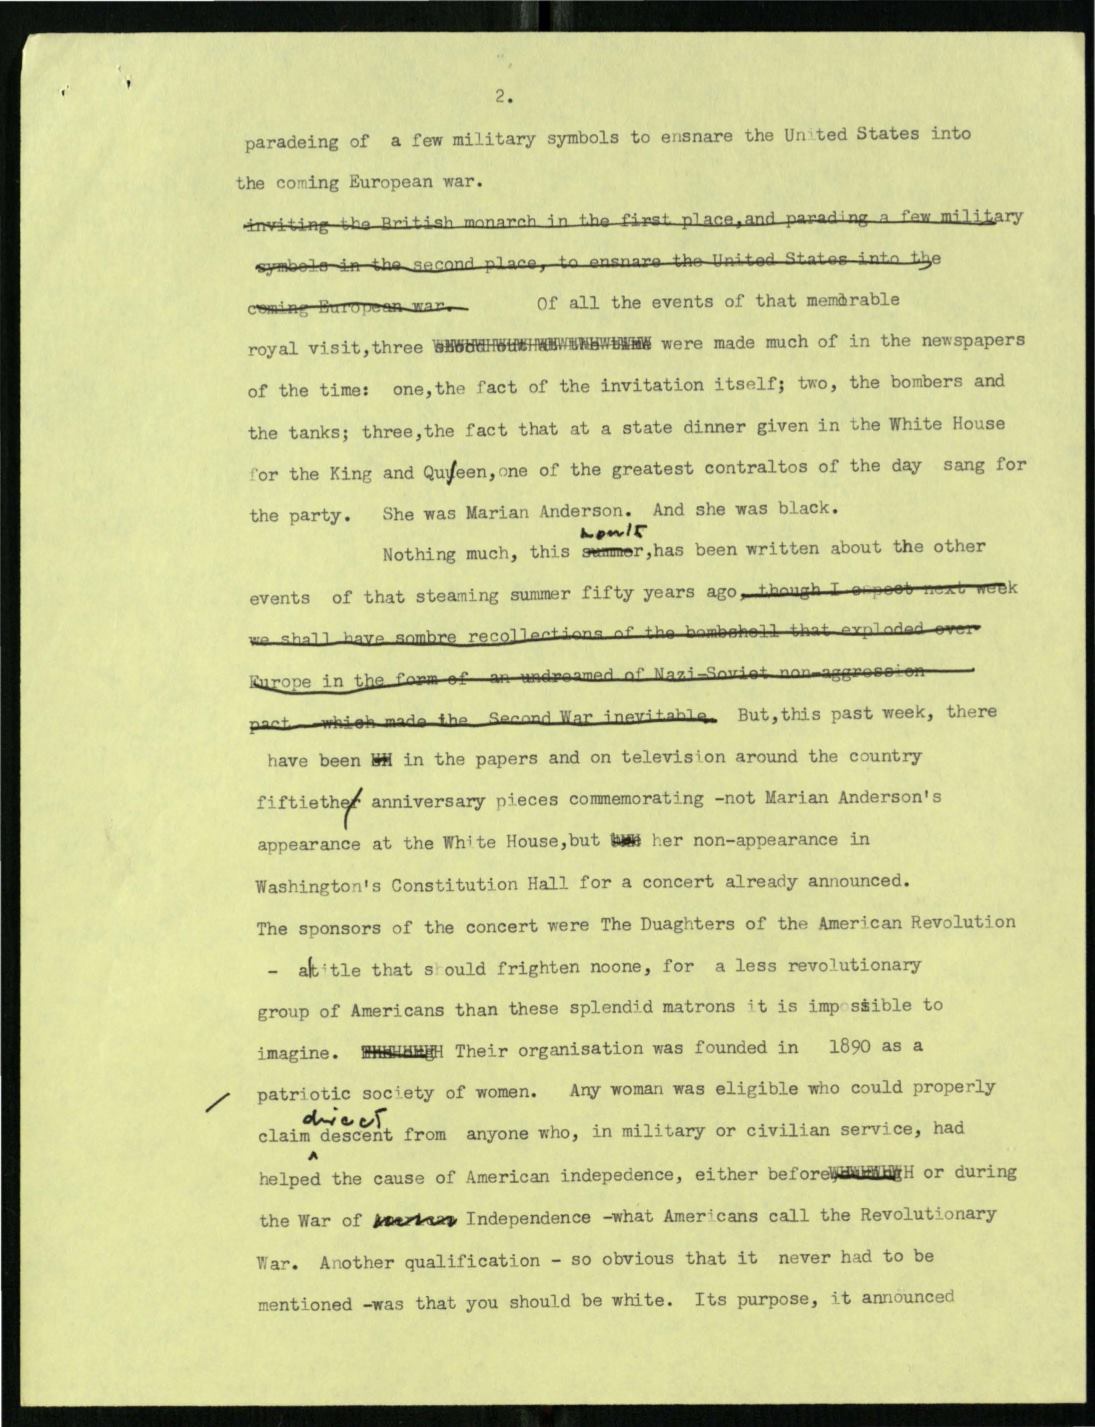 2.
paradeing of a few military symbols to ensnare the United States into
the coming European war.
inviting the British monarch in the first place,and parading a few military
symbols in the second place, to ensnare the United States into the
coming European war. Of all the events of that memorable
royal visit,three were made much of in the newspapers
of the time: one,the fact of the invitation itself; two, the bombers and
the tanks; three,the fact that at a state dinner given in the White House
for the King and Queen,one of the greatest contraltos of the day sang for
the party. She was Marian Anderson. And she was black.
Nothing much, this summer,has been written about the other
events of that steaming summer fifty years ago, though I expect next week
we shall have sombre recollections of the bombshell that exploded over
Europe in the form of an undreamed of Nazi-Soviet non-aggression
pact which made the Second War inevitable. But,this past week, there
have been in the papers and on television around the country
fiftiethe anniversary pieces commemorating -not Marian Anderson's
appearance at the White House,but her non-appearance in
Washington's Constitution Hall for a concert already announced.
The sponsors of the concert were The Duaghters of the American Revolution
- a title that should frighten noone, for a less revolutionary
group of Americans than these splendid matrons it is impossible to
imagine. Their organisation was founded in 1890 as a
patriotic society of women. Any woman was eligible who could properly
direct
claim descent from anyone who, in military or civilian service, had
helped the cause of American indepedence, either before or during
the War of Independence -what Americans call the Revolutionary
War. Another qualification - so obvious that it never had to be
mentioned -was that you should be white. Its purpose, it announced